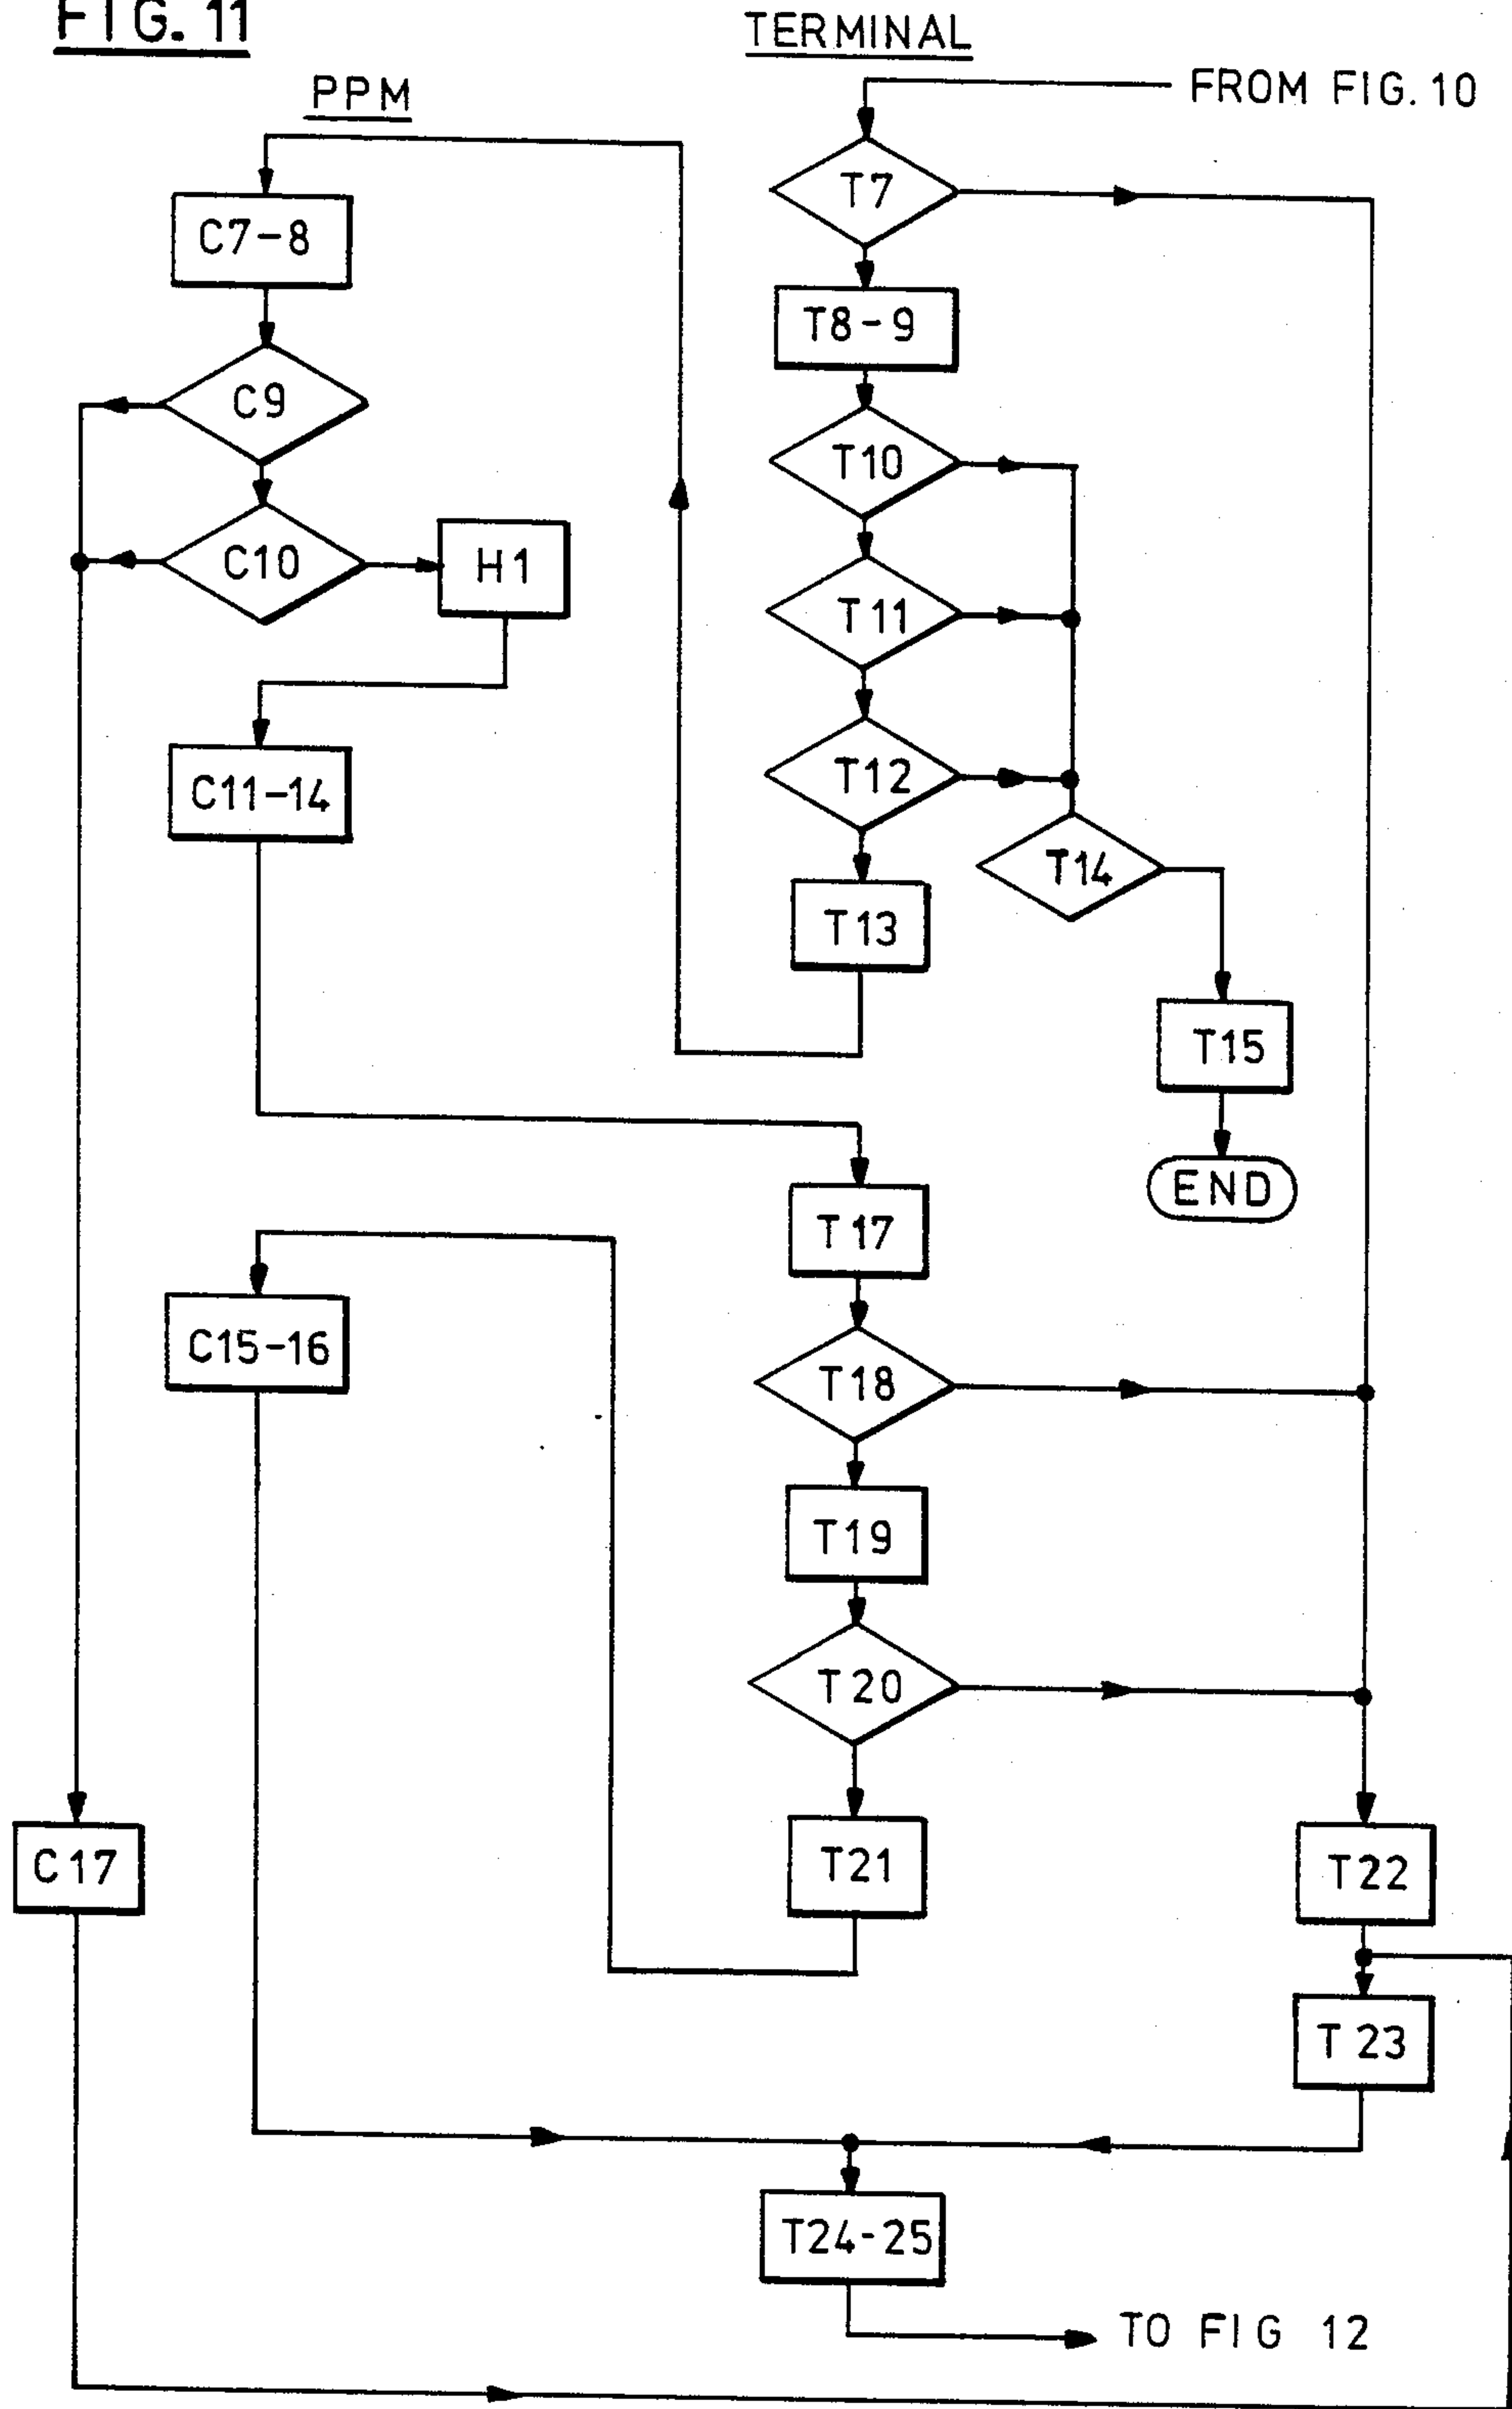 FIG. 11
TERMINAL
PPM
FROM FIG. 10
T7
C7-8
T8-9
C9
T10
C10
H1
T11
T12
C11-14
T14
T13
T15
END
T17
C15-16
T18
T19
T20
C17
T21
T22
T23
T24-25
TO FIG 12